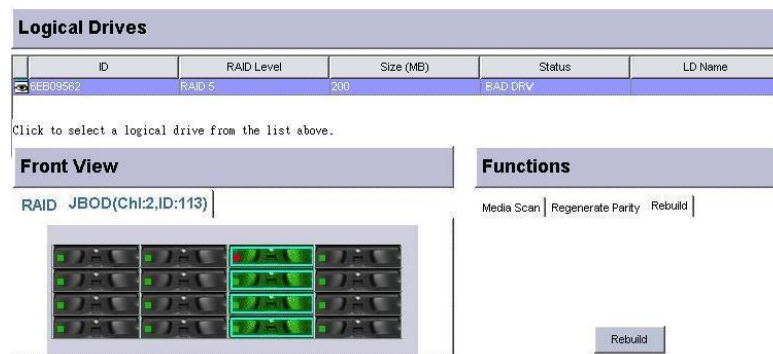 Logical Drives
ID RAID Level Size (MB) Status LD Name
6EB09562 RAID 5 200 BAD DRV
Click to select a logical drive from the list above.
Front View
RAID JBOD(Chl:2,ID:113)
Functions
Media Scan Regenerate Parity Rebuild
Rebuild